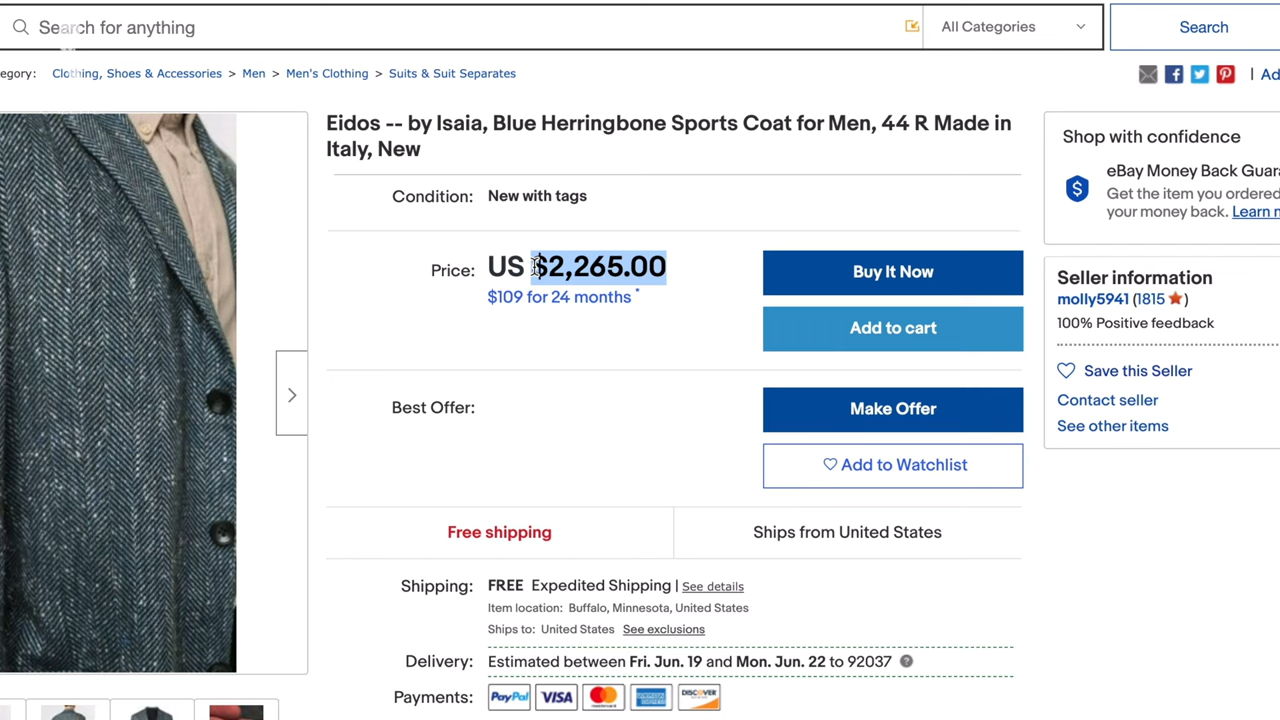 Search for anything
All Categories
Search
egory: Clothing, Shoes & Accessories > Men > Men's Clothing > Suits & Suit Separates
| Ad
Eidos -- by Isaia, Blue Herringbone Sports Coat for Men, 44 R Made in
Italy, New
Condition: New with tags
Price: US $2,265.00
$109 for 24 months *
Buy It Now
Add to cart
Best Offer:
Make Offer
Add to Watchlist
Free shipping
Ships from United States
Shipping: FREE Expedited Shipping | See details
Item location: Buffalo, Minnesota, United States
Ships to: United States See exclusions
Delivery: Estimated between Fri. Jun. 19 and Mon. Jun. 22 to 92037 ?
Payments: PayPal VISA mastercard AMERICAN EXPRESS DISCOVER
Shop with confidence
$
eBay Money Back Guara
Get the item you ordered
your money back. Learn m
Seller information
molly5941 (1815 ★)
100% Positive feedback
Save this Seller
Contact seller
See other items